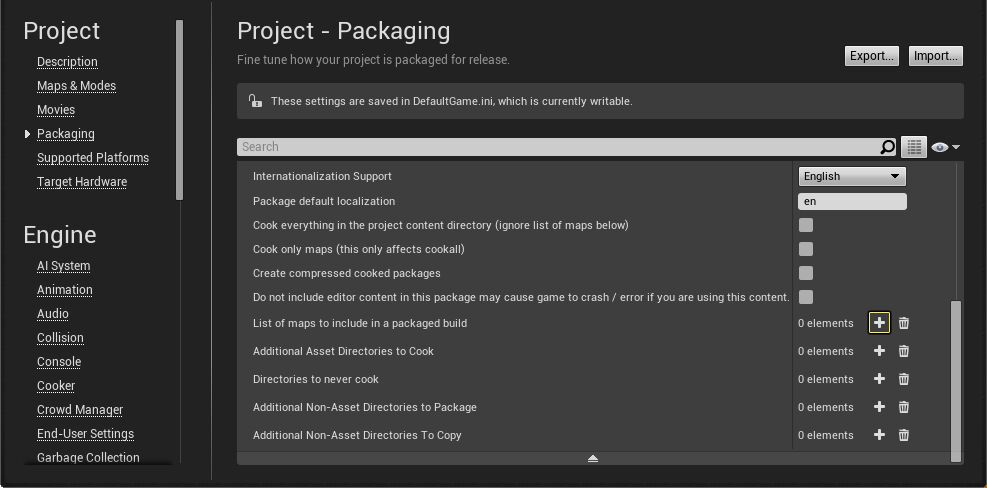 Project
Description
Maps & Modes
Movies
Packaging
Supported Platforms
Target Hardware
Engine
AI System
Animation
Audio
Collision
Console
Cooker
Crowd Manager
End-User Settings
Garbage Collection
Project - Packaging
Fine tune how your project is packaged for release.
Export...
Import...
These settings are saved in DefaultGame.ini, which is currently writable.
Search
Internationalization Support English
Package default localization en
Cook everything in the project content directory (ignore list of maps below)
Cook only maps (this only affects cookall)
Create compressed cooked packages
Do not include editor content in this package may cause game to crash / error if you are using this content.
List of maps to include in a packaged build 0 elements
Additional Asset Directories to Cook 0 elements
Directories to never cook 0 elements
Additional Non-Asset Directories to Package 0 elements
Additional Non-Asset Directories To Copy 0 elements